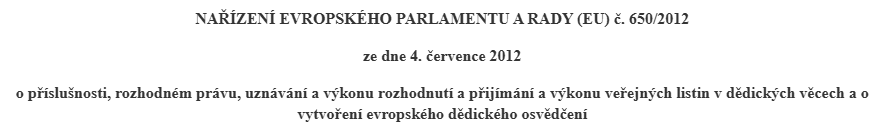 NAŘÍZENÍ EVROPSKÉHO PARLAMENTU A RADY (EU) č. 650/2012
ze dne 4. července 2012
o příslušnosti, rozhodném právu, uznávání a výkonu rozhodnutí a přijímání a výkonu veřejných listin v dědických věcech a o
vytvoření evropského dědického osvědčení